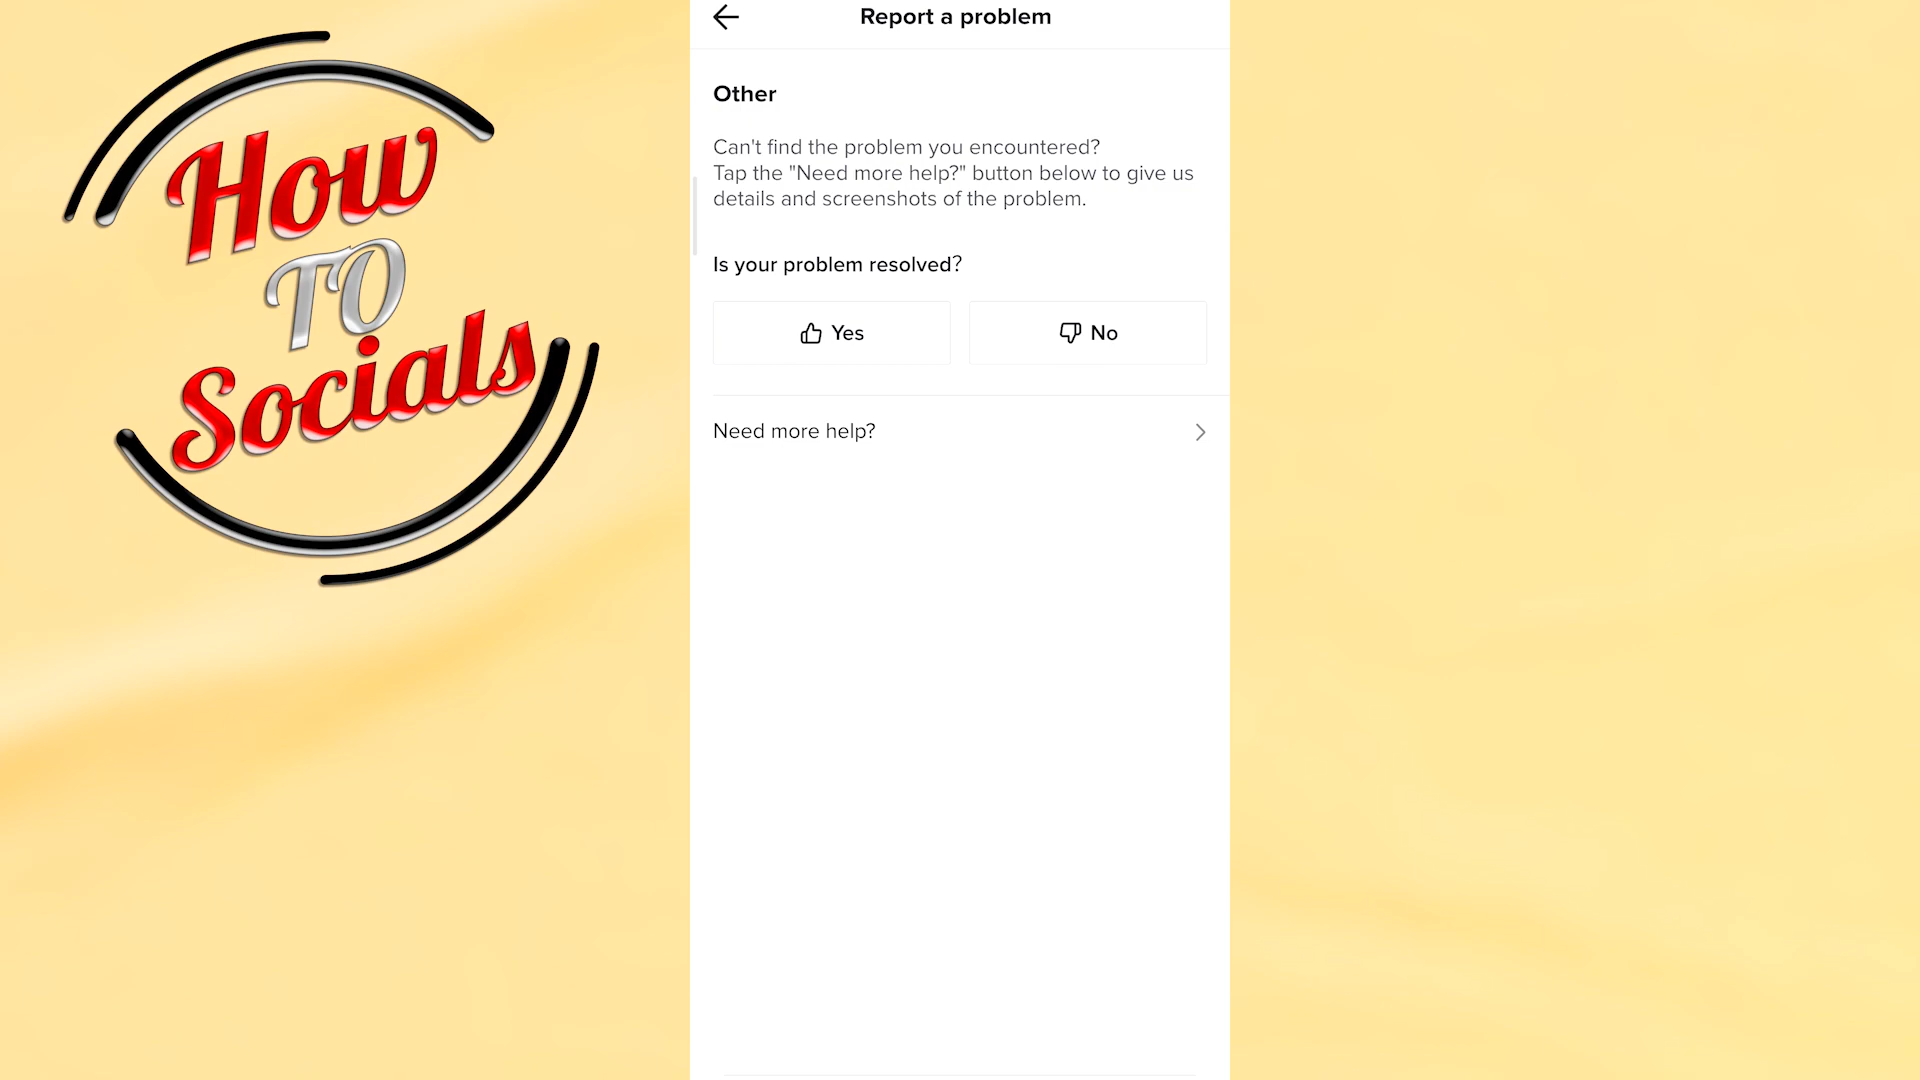 How
TO
Socials
Report a problem
Other
Can't find the problem you encountered?
Tap the "Need more help?" button below to give us
details and screenshots of the problem.
Is your problem resolved?
Yes
No
Need more help?